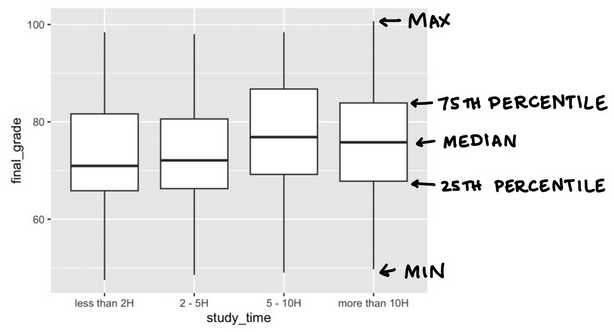 100
80
60
final_grade
less than 2H
2 - 5H
5 - 10H
more than 10H
study_time
MAX
75TH PERCENTILE
MEDIAN
25TH PERCENTILE
MIN